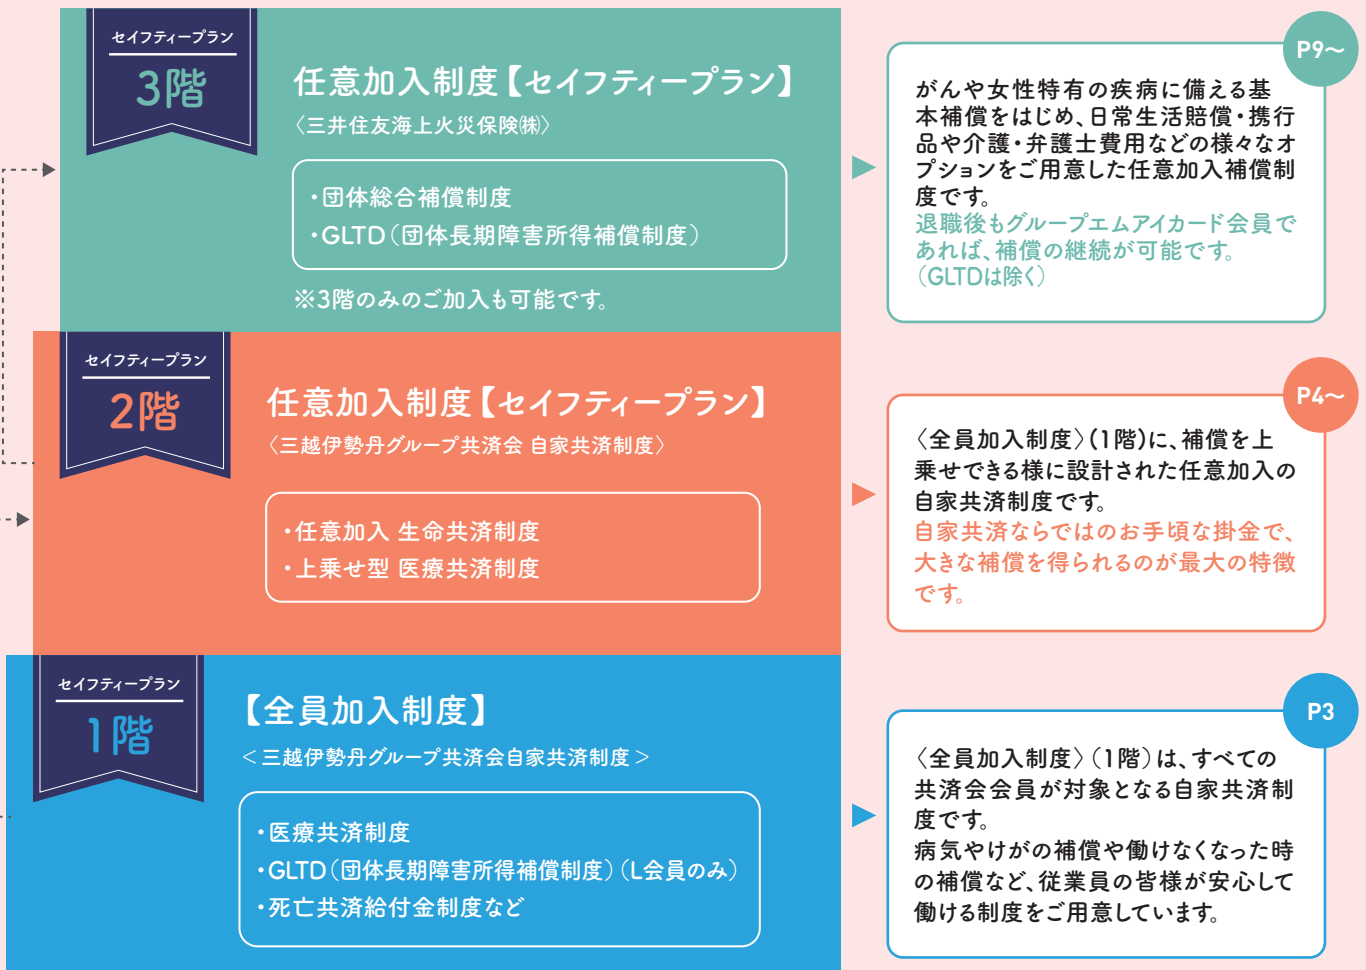 セイフティープラン
3階
任意加入制度【セイフティープラン】
〈三井住友海上火災保険㈱〉
・団体総合補償制度
・GLTD(団体長期障害所得補償制度)
※3階のみのご加入も可能です。
P9〜
がんや女性特有の疾病に備える基
本補償をはじめ、日常生活賠償・携行
品や介護・弁護士費用などの様々なオ
プションをご用意した任意加入補償制
度です。
退職後もグループエムアイカード会員で
あれば、補償の継続が可能です。
(GLTDは除く)
セイフティープラン
2階
任意加入制度【セイフティープラン】
〈三越伊勢丹グループ共済会 自家共済制度〉
・任意加入 生命共済制度
・上乗せ型 医療共済制度
P4〜
〈全員加入制度〉(1階)に、補償を上
乗せできる様に設計された任意加入の
自家共済制度です。
自家共済ならではのお手頃な掛金で、
大きな補償を得られるのが最大の特徴
です。
セイフティープラン
1階
【全員加入制度】
<三越伊勢丹グループ共済会自家共済制度>
・医療共済制度
・GLTD(団体長期障害所得補償制度)(L会員のみ)
・死亡共済給付金制度など
P3
〈全員加入制度〉(1階)は、すべての
共済会会員が対象となる自家共済制
度です。
病気やけがの補償や働けなくなった時
の補償など、従業員の皆様が安心して
働ける制度をご用意しています。